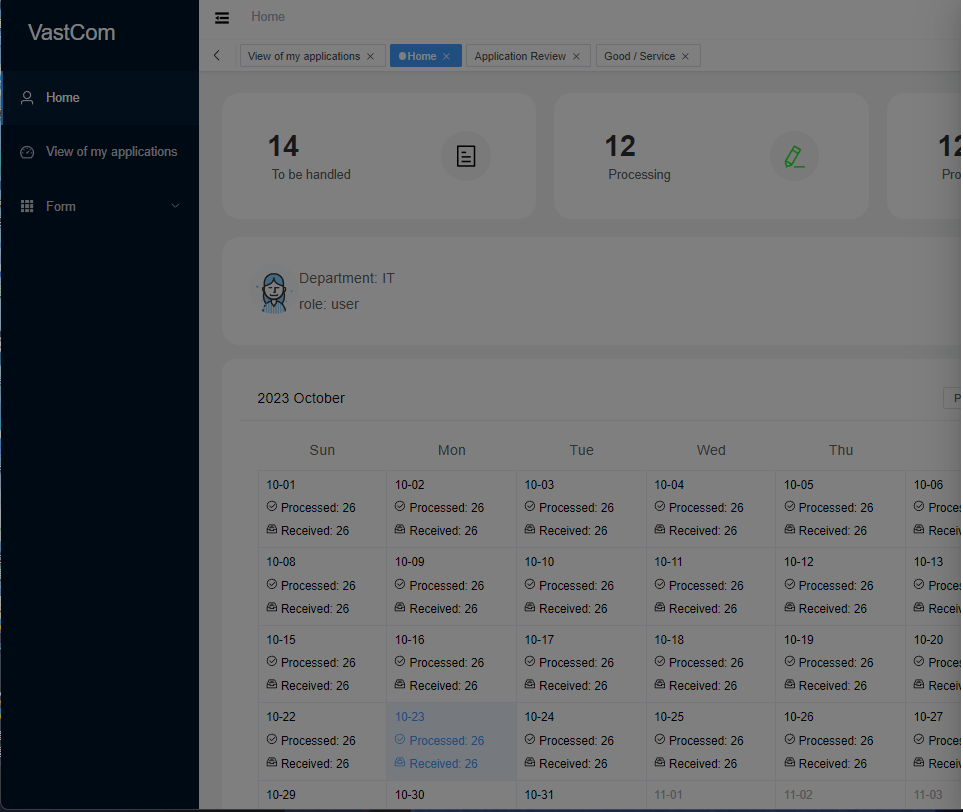 VastCom
Home
View of my applications
Form
Home
View of my applications × Home × Application Review × Good / Service ×
14
To be handled
12
Processing
12
Pro
Department: IT
role: user
2023 October
P
Sun Mon Tue Wed Thu
10-01 10-02 10-03 10-04 10-05 10-06
Processed: 26 Processed: 26 Processed: 26 Processed: 26 Processed: 26 Proces
Received: 26 Received: 26 Received: 26 Received: 26 Received: 26 Receiv
10-08 10-09 10-10 10-11 10-12 10-13
Processed: 26 Processed: 26 Processed: 26 Processed: 26 Processed: 26 Proces
Received: 26 Received: 26 Received: 26 Received: 26 Received: 26 Receiv
10-15 10-16 10-17 10-18 10-19 10-20
Processed: 26 Processed: 26 Processed: 26 Processed: 26 Processed: 26 Proces
Received: 26 Received: 26 Received: 26 Received: 26 Received: 26 Receiv
10-22 10-23 10-24 10-25 10-26 10-27
Processed: 26 Processed: 26 Processed: 26 Processed: 26 Processed: 26 Proces
Received: 26 Received: 26 Received: 26 Received: 26 Received: 26 Receiv
10-29 10-30 10-31 11-01 11-02 11-03